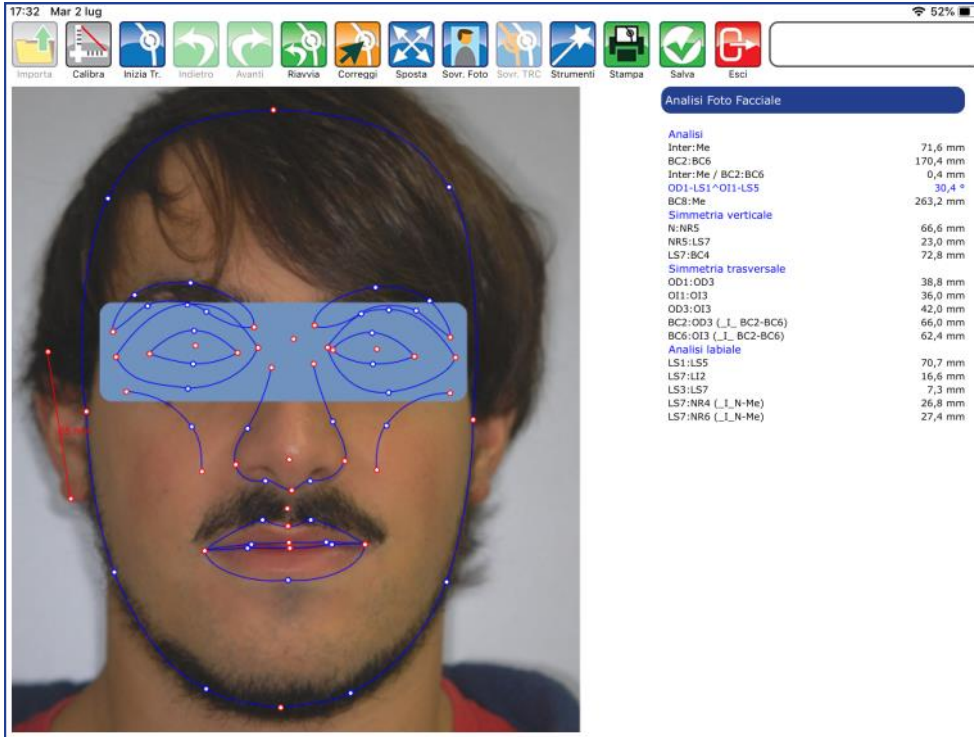 17:32 Mar 2 lug 52%
Importa Calibra Inizia Tr. Indietro Avanti Riavvia Correggi Sposta Sovr. Foto Sovr. TRC Strumenti Stampa Salva Esci
Analisi Foto Facciale
Analisi
Inter:Me 71,6 mm
BC2:BC6 170,4 mm
Inter:Me / BC2:BC6 0,4 mm
OD1-LS1^OI1-LS5 30,4 °
BC8:Me 263,2 mm
Simmetria verticale
N:NR5 66,6 mm
NR5:LS7 23,0 mm
LS7:BC4 72,8 mm
Simmetria trasversale
OD1:OD3 38,8 mm
OI1:OI3 36,0 mm
OD3:OI3 42,0 mm
BC2:OD3 (_I_ BC2-BC6) 66,0 mm
BC6:OI3 (_I_ BC2-BC6) 62,4 mm
Analisi labiale
LS1:LS5 70,7 mm
LS7:LI2 16,6 mm
LS3:LS7 7,3 mm
LS7:NR4 (_I_N-Me) 26,8 mm
LS7:NR6 (_I_N-Me) 27,4 mm